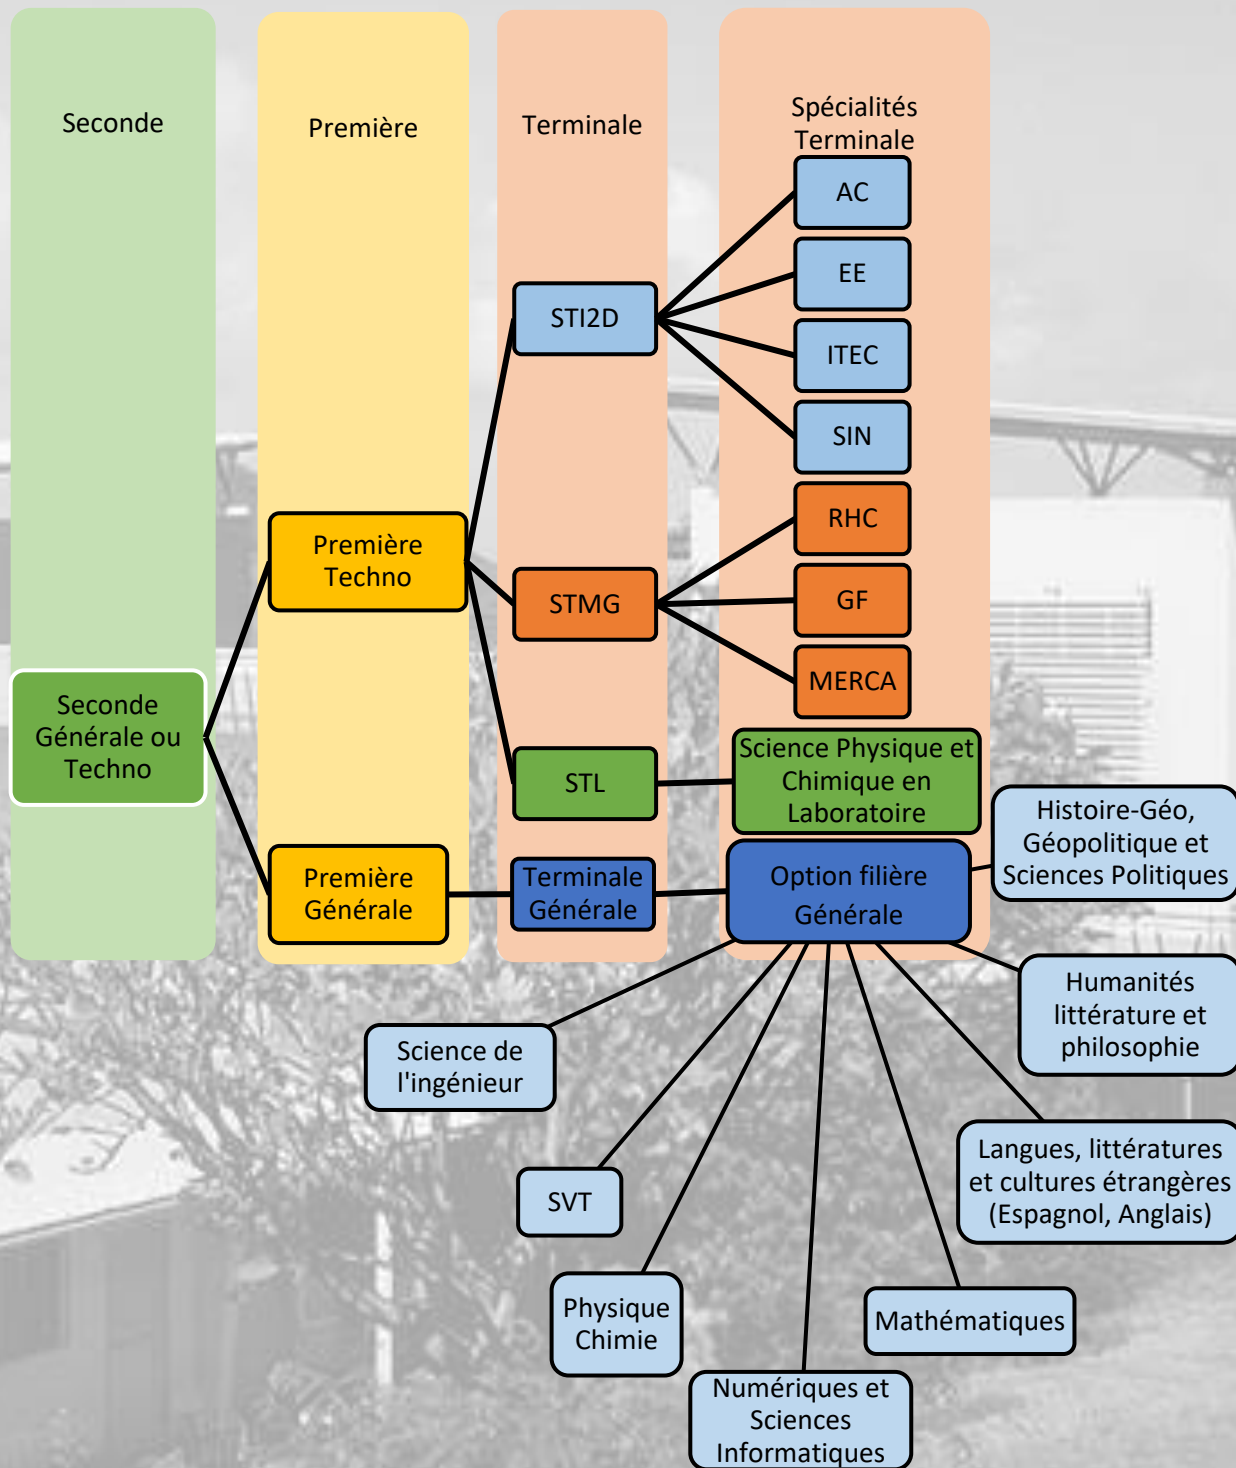 Seconde
Première
Terminale
Spécialités
Terminale
AC
EE
ITEC
SIN
RHC
GF
MERCA
STI2D
STMG
STL
Première
Techno
Seconde
Générale ou
Techno
Science Physique et
Chimique en
Laboratoire
Première
Générale
Terminale
Générale
Option filière
Générale
Histoire-Géo,
Géopolitique et
Sciences Politiques
Humanités
littérature et
philosophie
Langues, littératures
et cultures étrangères
(Espagnol, Anglais)
Mathématiques
Numériques et
Sciences
Informatiques
Physique
Chimie
SVT
Science de
l'ingénieur